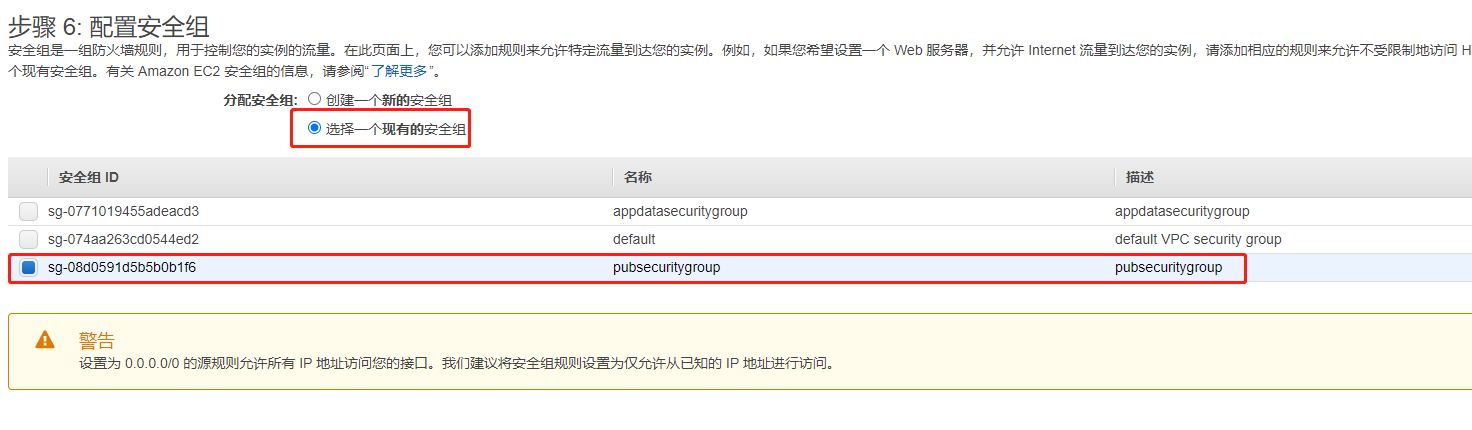 步骤 6: 配置安全组
安全组是一组防火墙规则，用于控制您的实例的流量。在此页面上，您可以添加规则来允许特定流量到达您的实例。例如，如果您希望设置一个 Web 服务器，并允许 Internet 流量到达您的实例，请添加相应的规则来允许不受限制地访问 H
个现有安全组。有关 Amazon EC2 安全组的信息，请参阅“了解更多”。
分配安全组: 创建一个新的安全组
选择一个现有的安全组
安全组 ID 名称 描述
sg-0771019455adeacd3 appdatasecuritygroup appdatasecuritygroup
sg-074aa263cd0544ed2 default default VPC security group
sg-08d0591d5b5b0b1f6 pubsecuritygroup pubsecuritygroup
警告
设置为 0.0.0.0/0 的源规则允许所有 IP 地址访问您的接口。我们建议将安全组规则设置为仅允许从已知的 IP 地址进行访问。